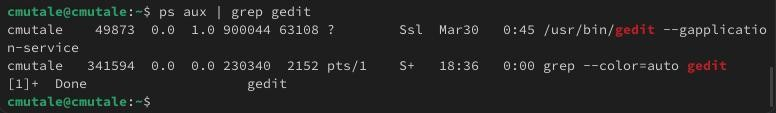 cmutale@cmutale:~$ ps aux | grep gedit
cmutale    49873  0.0  1.0 900044 63108 ?        Ssl  Mar30   0:45 /usr/bin/gedit --gapplicatio
n-service
cmutale   341594  0.0  0.0 230340  2152 pts/1    S+   18:36   0:00 grep --color=auto gedit
[1]+  Done                    gedit
cmutale@cmutale:~$